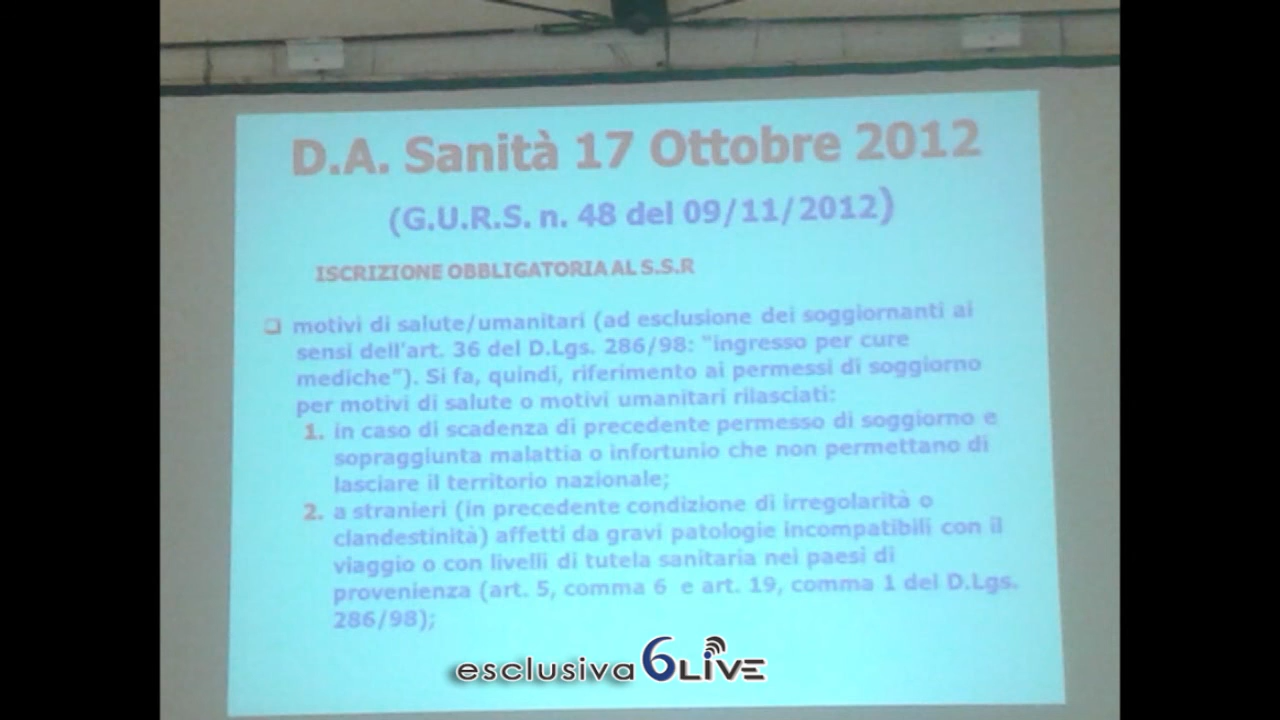 D.A. Sanità 17 Ottobre 2012
(G.U.R.S. n. 48 del 09/11/2012)
ISCRIZIONE OBBLIGATORIA AL S.S.R
❑ motivi di salute/umanitari (ad esclusione dei soggiornanti ai
sensi dell'art. 36 del D.Lgs. 286/98: "ingresso per cure
mediche"). Si fa, quindi, riferimento ai permessi di soggiorno
per motivi di salute o motivi umanitari rilasciati:
1. in caso di scadenza di precedente permesso di soggiorno e
sopraggiunta malattia o infortunio che non permettano di
lasciare il territorio nazionale;
2. a stranieri (in precedente condizione di irregolarità o
clandestinità) affetti da gravi patologie incompatibili con il
viaggio o con livelli di tutela sanitaria nei paesi di
provenienza (art. 5, comma 6 e art. 19, comma 1 del D.Lgs.
286/98);
esclusiva 6LiVE